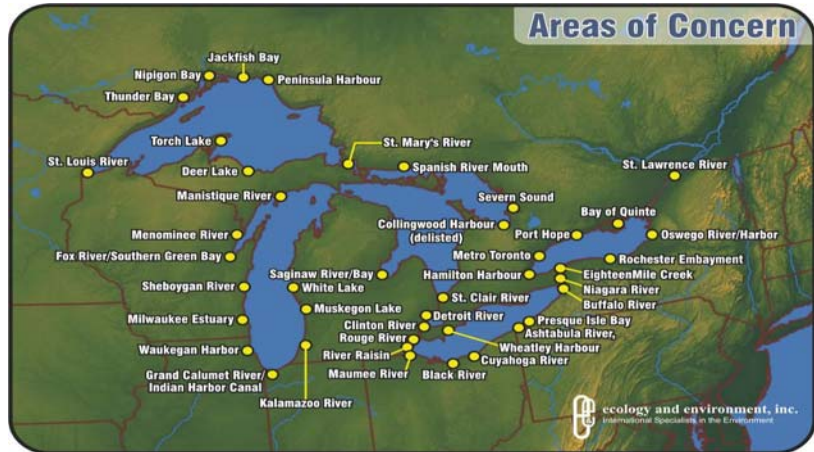 Areas of Concern
Jackfish Bay
Nipigon Bay
Peninsula Harbour
Thunder Bay
Torch Lake
St. Mary's River
St. Louis River
Deer Lake
Spanish River Mouth
St. Lawrence River
Manistique River
Severn Sound
Bay of Quinte
Collingwood Harbour
(delisted)
Menominee River
Port Hope
Oswego River/Harbor
Fox River/Southern Green Bay
Metro Toronto
Rochester Embayment
Saginaw River/Bay
Hamilton Harbour
EighteenMile Creek
Sheboygan River
White Lake
Niagara River
St. Clair River
Buffalo River
Muskegon Lake
Milwaukee Estuary
Detroit River
Presque Isle Bay
Clinton River
Ashtabula River,
Rouge River
Wheatley Harbour
Waukegan Harbor
River Raisin
Cuyahoga River
Maumee River
Black River
Grand Calumet River/
Indian Harbor Canal
Kalamazoo River
ecology and environment, inc.
International Specialists in the Environment